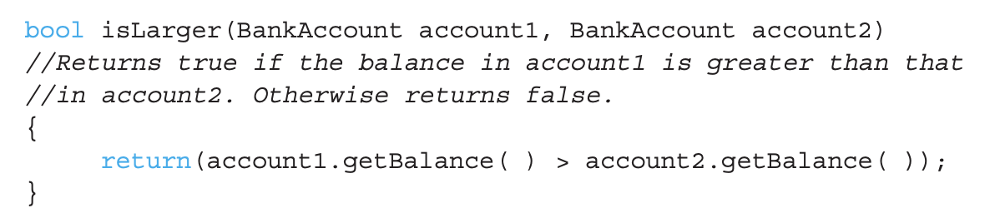 bool isLarger(BankAccount account1, BankAccount account2)
//Returns true if the balance in account1 is greater than that
//in account2. Otherwise returns false.
{
     return(account1.getBalance( ) > account2.getBalance( ));
}